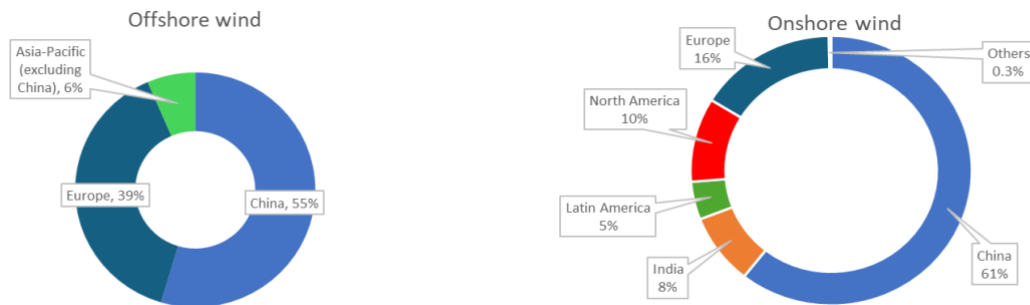 Offshore wind
Asia-Pacific
(excluding
China), 6%
Europe, 39%
China, 55%
Onshore wind
Europe
16%
Others
0.3%
North America
10%
Latin America
5%
India
8%
China
61%